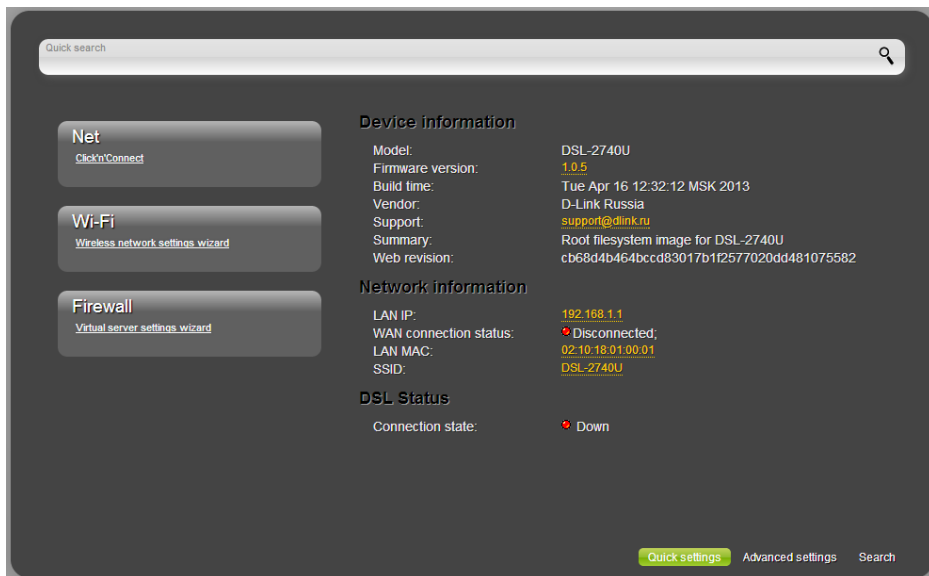 Quick search
Net
Click'n'Connect
Wi-Fi
Wireless network settings wizard
Firewall
Virtual server settings wizard
Device information
Model: DSL-2740U
Firmware version: 1.0.5
Build time: Tue Apr 16 12:32:12 MSK 2013
Vendor: D-Link Russia
Support: support@dlink.ru
Summary: Root filesystem image for DSL-2740U
Web revision: cb68d4b464bccd83017b1f2577020dd481075582
Network information
LAN IP: 192.168.1.1
WAN connection status: Disconnected;
LAN MAC: 02:10:18:01:00:01
SSID: DSL-2740U
DSL Status
Connection state: Down
Quick settings Advanced settings Search